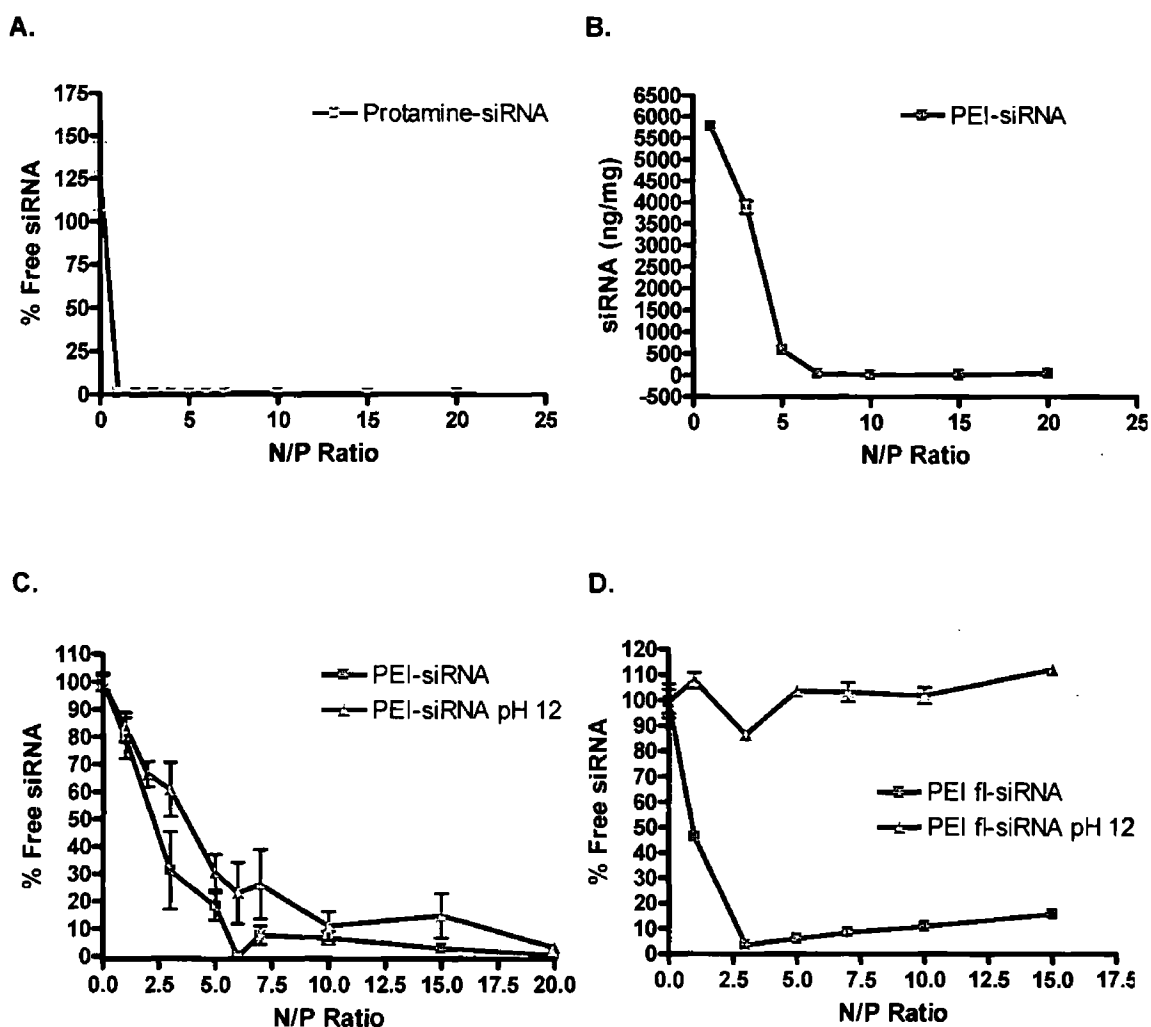 A.
175
150
125
100
75
50
25
0
% Free siRNA
Protamine-siRNA
0 5 10 15 20 25
N/P Ratio
B.
6500
6000
5500
5000
4500
4000
3500
3000
2500
2000
1500
1000
500
0
-500
siRNA (ng/mg)
PEI-siRNA
0 5 10 15 20 25
N/P Ratio
C.
110
100
90
80
70
60
50
40
30
20
10
0
% Free siRNA
PEI-siRNA
PEI-siRNA pH 12
0.0 2.5 5.0 7.5 10.0 12.5 15.0 17.5 20.0
N/P Ratio
D.
120
110
100
90
80
70
60
50
40
30
20
10
0
% Free siRNA
PEI fl-siRNA
PEI fl-siRNA pH 12
0.0 2.5 5.0 7.5 10.0 12.5 15.0 17.5
N/P Ratio